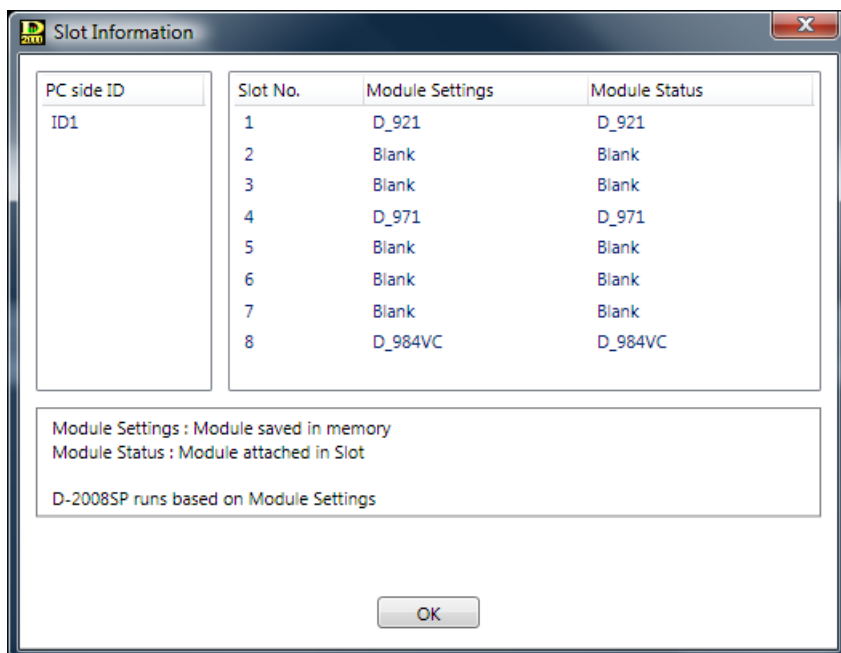 Slot Information
PC side ID
ID1
Slot No. Module Settings Module Status
1 D_921 D_921
2 Blank Blank
3 Blank Blank
4 D_971 D_971
5 Blank Blank
6 Blank Blank
7 Blank Blank
8 D_984VC D_984VC
Module Settings : Module saved in memory
Module Status : Module attached in Slot
D-2008SP runs based on Module Settings
OK